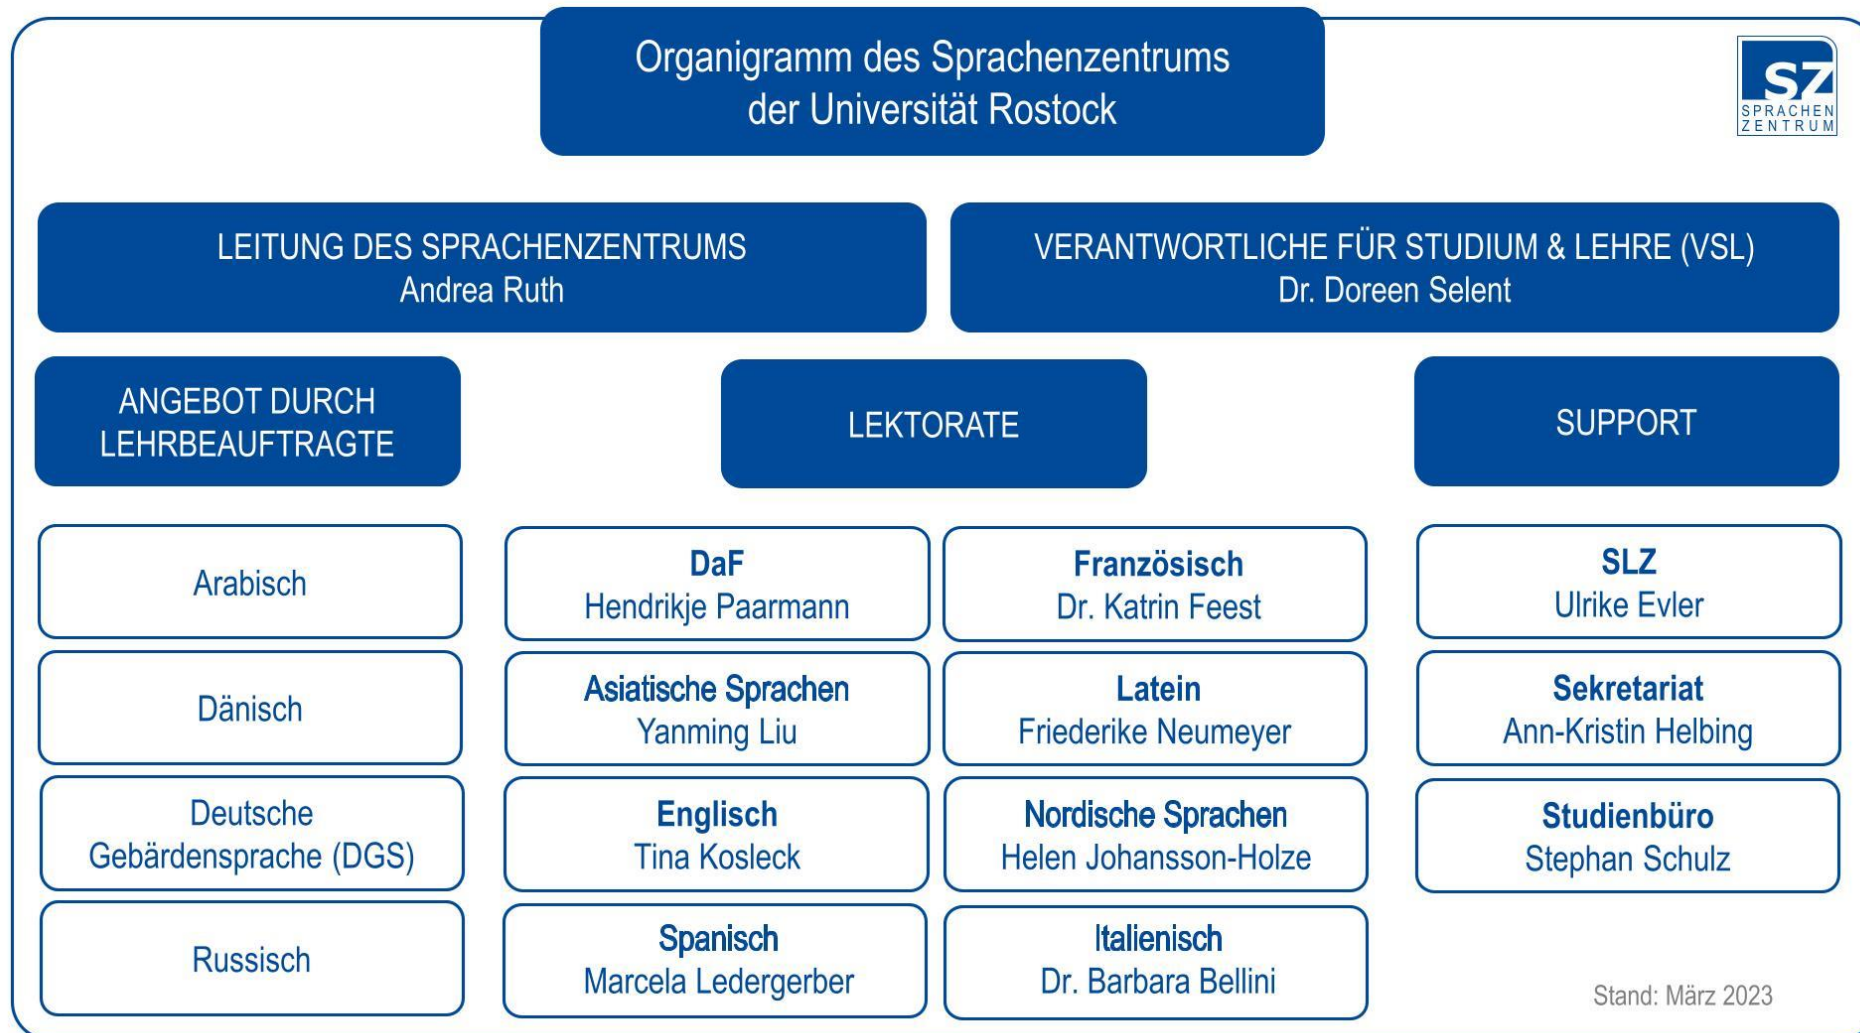 Organigramm des Sprachenzentrums
der Universität Rostock
SZ
SPRACHEN
ZENTRUM
LEITUNG DES SPRACHENZENTRUMS
Andrea Ruth
VERANTWORTLICHE FÜR STUDIUM & LEHRE (VSL)
Dr. Doreen Selent
ANGEBOT DURCH
LEHRBEAUFTRAGTE
Arabisch
Dänisch
Deutsche
Gebärdensprache (DGS)
Russisch
LEKTORATE
DaF
Hendrikje Paarmann
Französisch
Dr. Katrin Feest
Asiatische Sprachen
Yanming Liu
Latein
Friederike Neumeyer
Englisch
Tina Kosleck
Nordische Sprachen
Helen Johansson-Holze
Spanisch
Marcela Ledergerber
Italienisch
Dr. Barbara Bellini
SUPPORT
SLZ
Ulrike Evler
Sekretariat
Ann-Kristin Helbing
Studienbüro
Stephan Schulz
Stand: März 2023